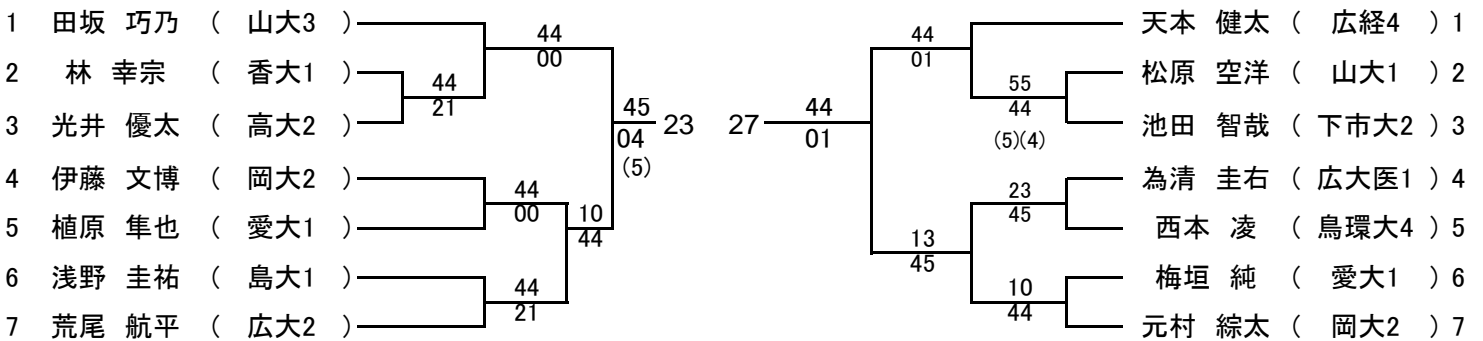 1 田坂 巧乃 ( 山大3 )
44
00
2 林 幸宗 ( 香大1 )
44
21
3 光井 優太 ( 高大2 )
45
04
(5)
23
4 伊藤 文博 ( 岡大2 )
44
00
5 植原 隼也 ( 愛大1 )
10
44
6 浅野 圭祐 ( 島大1 )
44
21
7 荒尾 航平 ( 広大2 )
27
44
01
天本 健太 ( 広経4 ) 1
44
01
松原 空洋 ( 山大1 ) 2
55
44
(5)(4)
池田 智哉 ( 下市大2 ) 3
為清 圭右 ( 広大医1 ) 4
23
45
西本 凌 ( 鳥環大4 ) 5
13
45
梅垣 純 ( 愛大1 ) 6
10
44
元村 綜太 ( 岡大2 ) 7